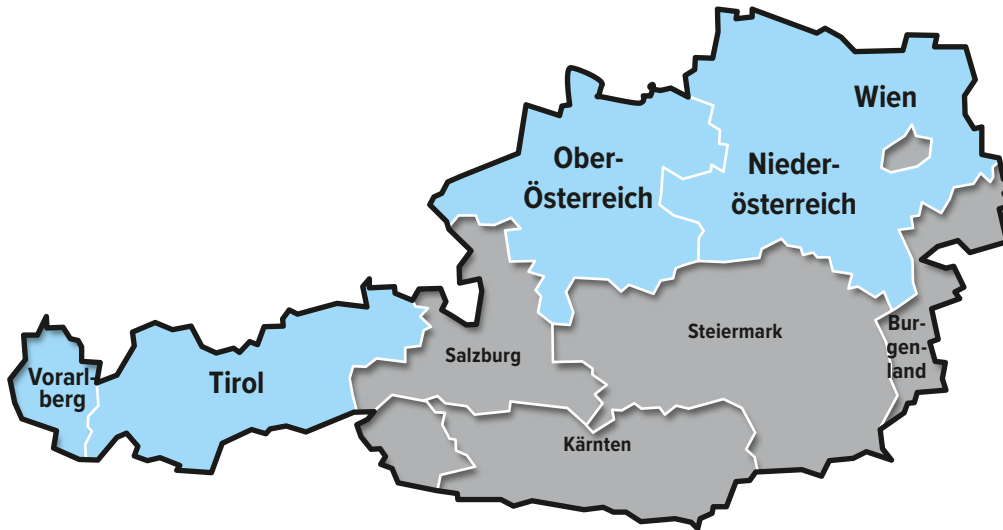 Wien
Ober-
Österreich
Nieder-
österreich
Steiermark
Bur-
gen-
land
Salzburg
Vorarl-
berg
Tirol
Kärnten